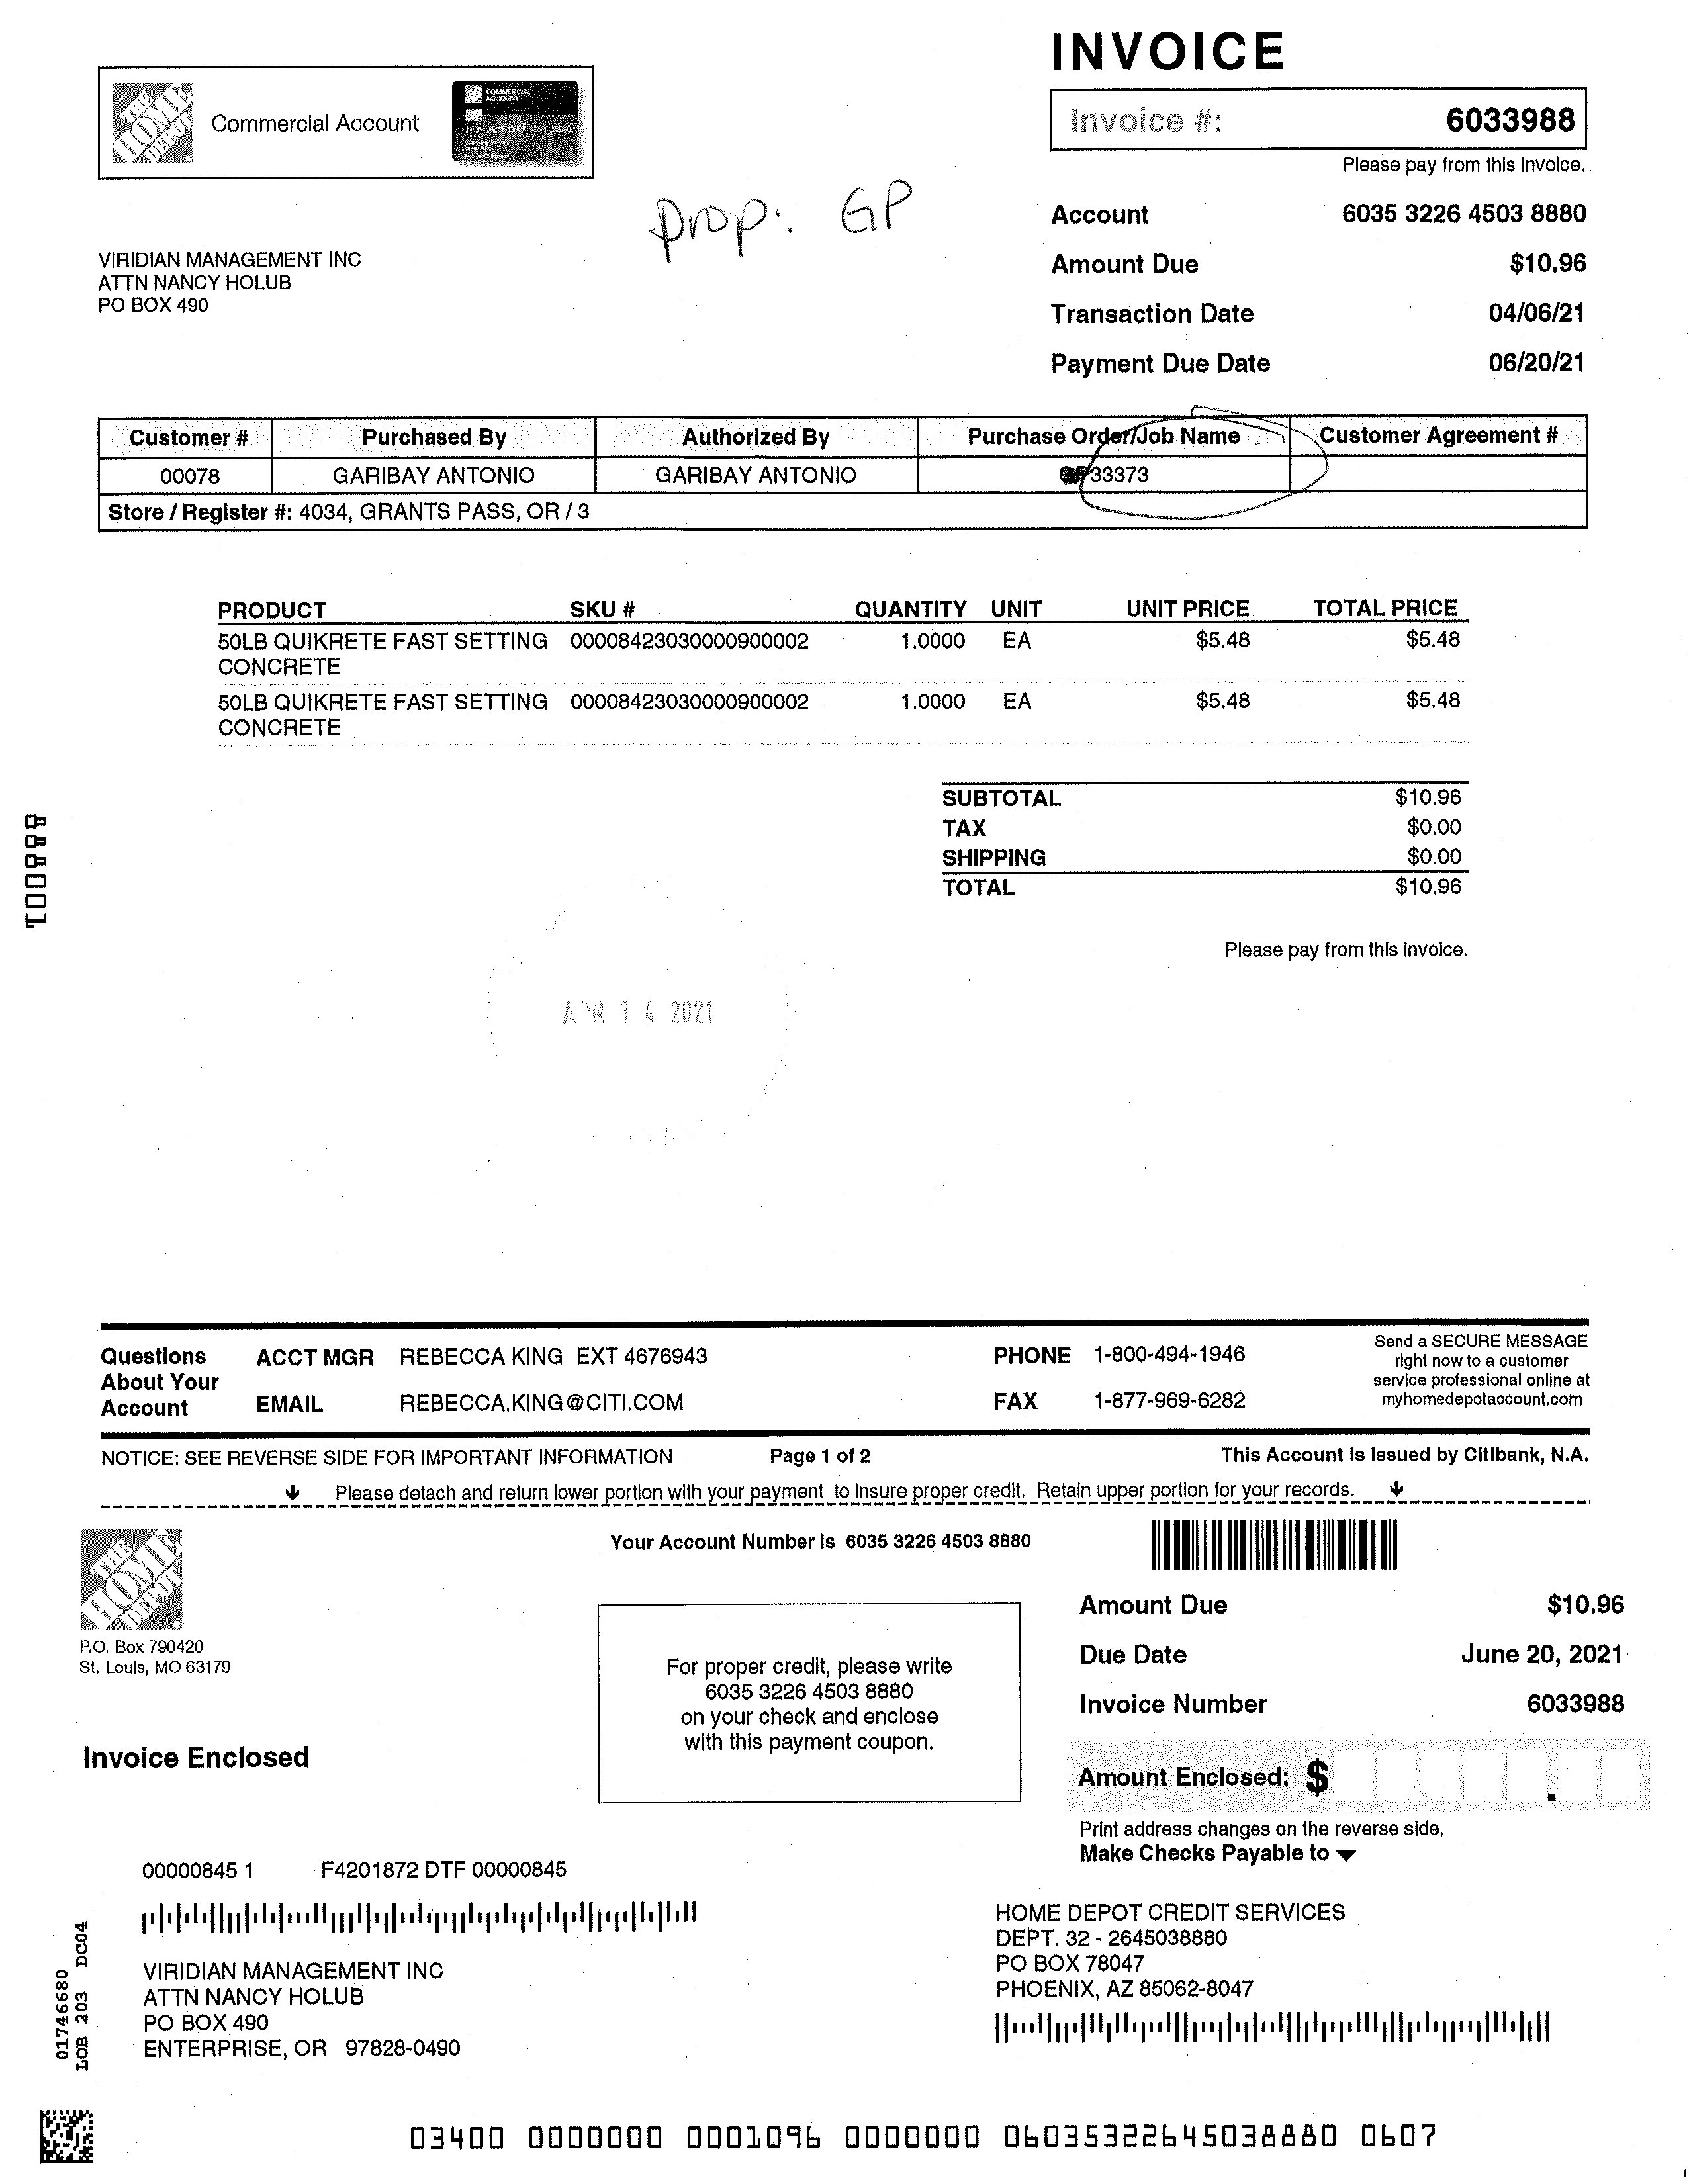 INVOICE
THE HOME DEPOT
Commercial Account
COMMERCIAL ACCOUNT
Invoice #: 6033988
Please pay from this invoice.
prop: GP
Account 6035 3226 4503 8880
Amount Due $10.96
Transaction Date 04/06/21
Payment Due Date 06/20/21
VIRIDIAN MANAGEMENT INC
ATTN NANCY HOLUB
PO BOX 490
Customer # Purchased By Authorized By Purchase Order/Job Name Customer Agreement #
00078 GARIBAY ANTONIO GARIBAY ANTONIO 33373
Store / Register #: 4034, GRANTS PASS, OR / 3
PRODUCT SKU # QUANTITY UNIT UNIT PRICE TOTAL PRICE
50LB QUIKRETE FAST SETTING 00008423030000900002 1.0000 EA $5.48 $5.48
CONCRETE
50LB QUIKRETE FAST SETTING 00008423030000900002 1.0000 EA $5.48 $5.48
CONCRETE
SUBTOTAL $10.96
TAX $0.00
SHIPPING $0.00
TOTAL $10.96
Please pay from this invoice.
888001
APR 14 2021
Questions About Your Account
ACCT MGR REBECCA KING EXT 4676943
EMAIL REBECCA.KING@CITI.COM
PHONE 1-800-494-1946
FAX 1-877-969-6282
Send a SECURE MESSAGE
right now to a customer
service professional online at
myhomedepotaccount.com
NOTICE: SEE REVERSE SIDE FOR IMPORTANT INFORMATION Page 1 of 2 This Account is Issued by Citibank, N.A.
Please detach and return lower portion with your payment to insure proper credit. Retain upper portion for your records.
THE HOME DEPOT
P.O. Box 790420
St. Louis, MO 63179
Your Account Number is 6035 3226 4503 8880
For proper credit, please write
6035 3226 4503 8880
on your check and enclose
with this payment coupon.
Amount Due $10.96
Due Date June 20, 2021
Invoice Number 6033988
Invoice Enclosed
Amount Enclosed: $ .
Print address changes on the reverse side.
Make Checks Payable to
00000845 1 F4201872 DTF 00000845
VIRIDIAN MANAGEMENT INC
ATTN NANCY HOLUB
PO BOX 490
ENTERPRISE, OR 97828-0490
HOME DEPOT CREDIT SERVICES
DEPT. 32 - 2645038880
PO BOX 78047
PHOENIX, AZ 85062-8047
01746680
LOB 203 DC04
03400 0000000 0001096 0000000 06035322645038880 0607